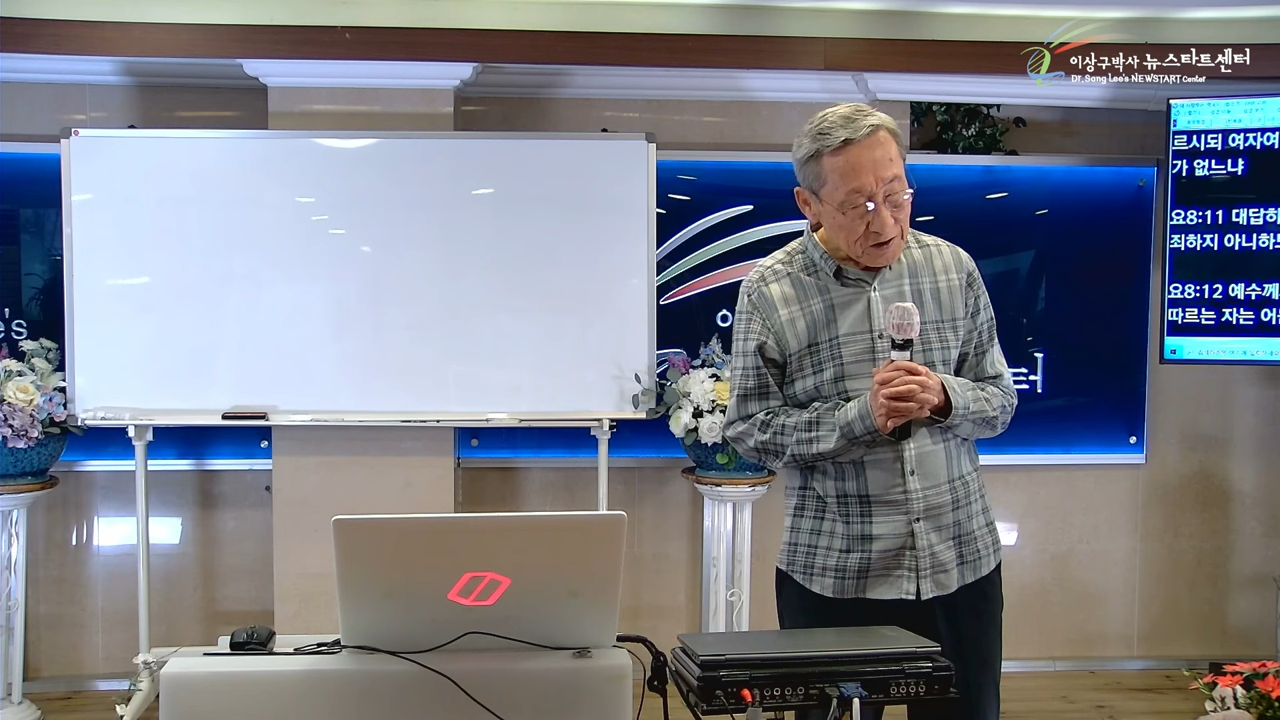 이상구박사 뉴스타트센터
Dr. Sang Lee's NEWSTART Center
르시되 여자여
가 없느냐
요8:11 대답하
죄하지 아니하
요8:12 예수께
따르는 자는 어
e's